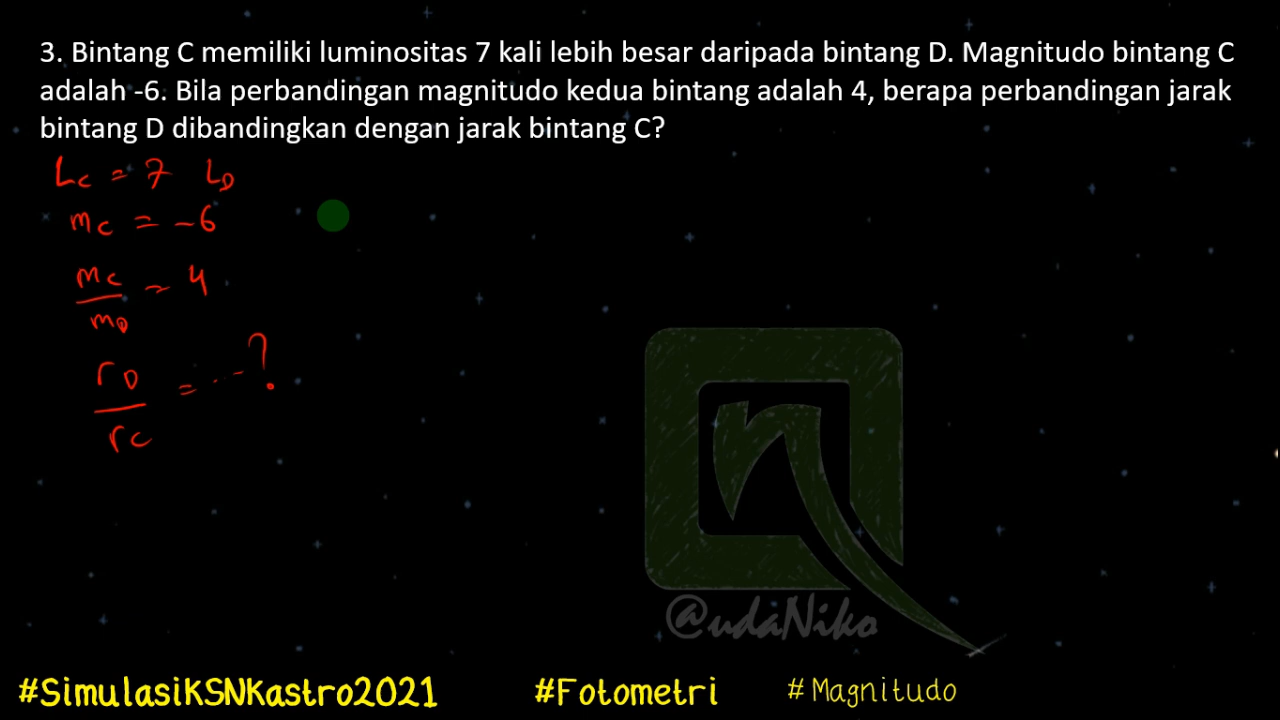 3. Bintang C memiliki luminositas 7 kali lebih besar daripada bintang D. Magnitudo bintang C
adalah -6. Bila perbandingan magnitudo kedua bintang adalah 4, berapa perbandingan jarak
bintang D dibandingkan dengan jarak bintang C?
Lc = 7 LD
mc = -6
mc/mD = 4
rD/rc = ...?
@udaNiko
#SimulasiKSNKastro2021 #Fotometri #Magnitudo